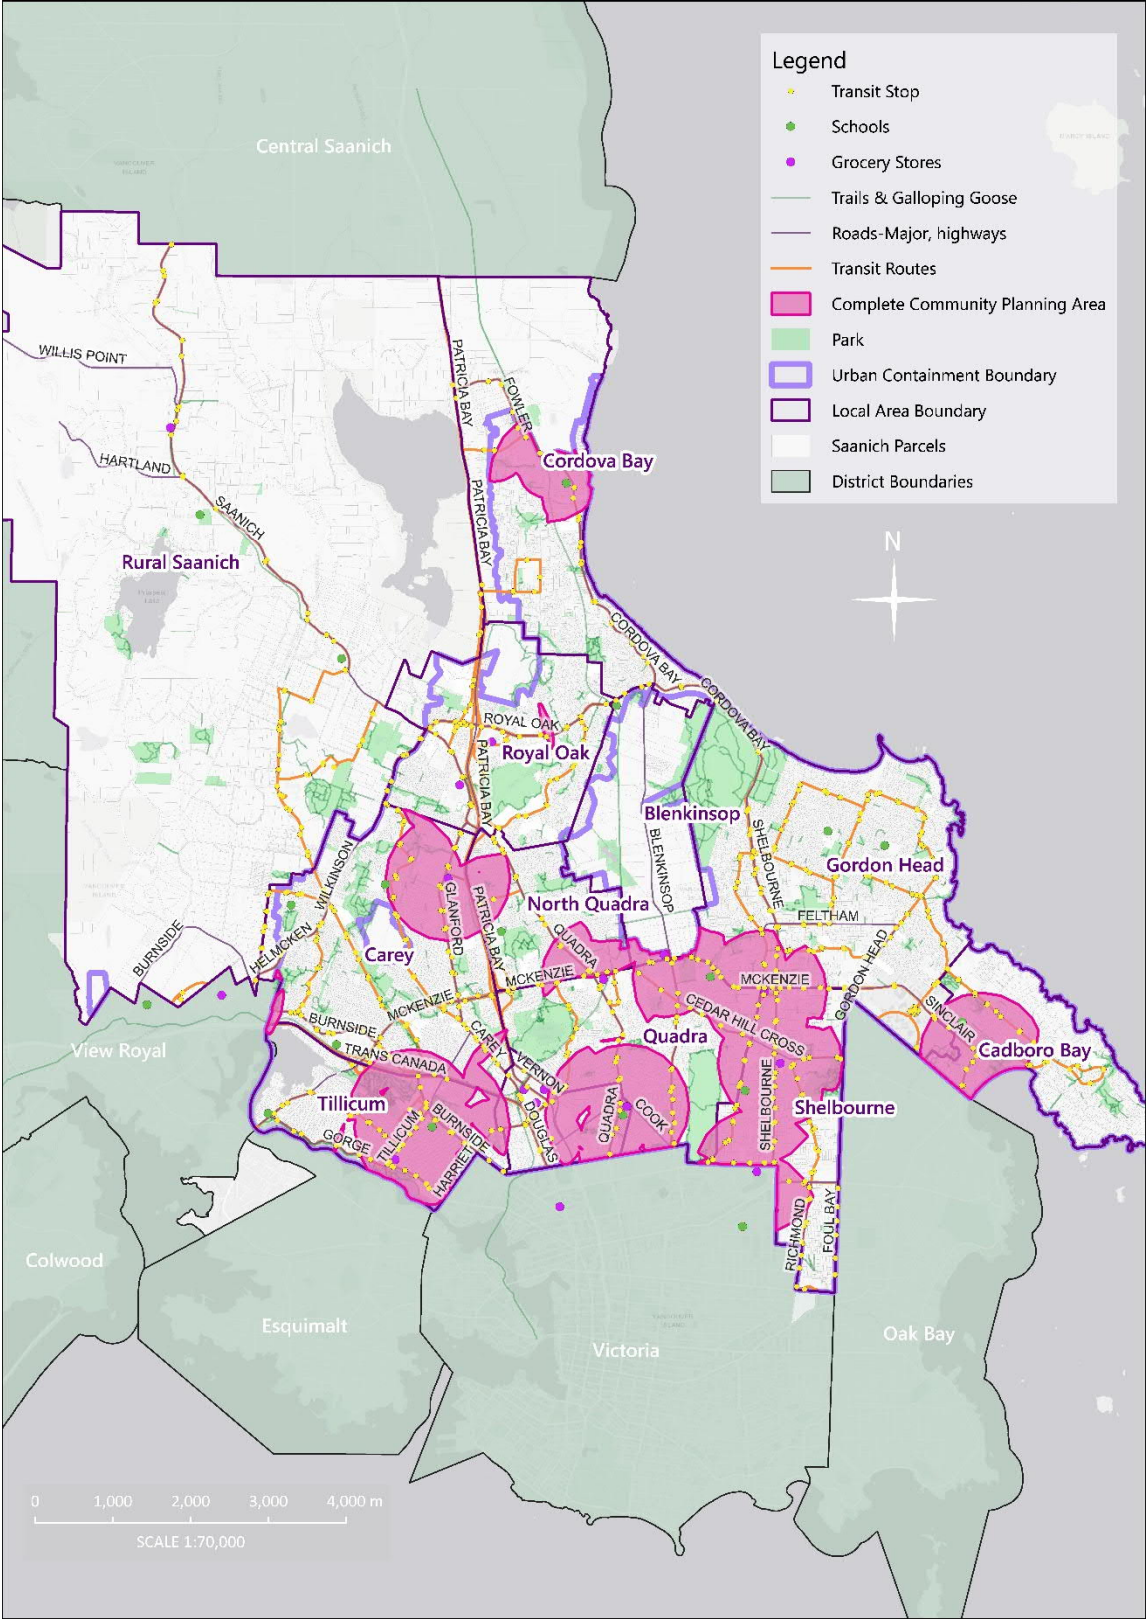 Legend
Transit Stop
Schools
Grocery Stores
Trails & Galloping Goose
Roads-Major, highways
Transit Routes
Complete Community Planning Area
Park
Urban Containment Boundary
Local Area Boundary
Saanich Parcels
District Boundaries
N
Central Saanich
WILLIS POINT
PATRICIA BAY
FOWLER
HARTLAND
Cordova Bay
SAANICH
PATRICIA BAY
Rural Saanich
CORDOVA BAY
CORDOVA BAY
ROYAL OAK
Royal Oak
PATRICIA BAY
Blenkinsop
BLENKINSOP
SHELBOURNE
Gordon Head
WILKINSON
GLANFORD
PATRICIA BAY
North Quadra
FELTHAM
QUADRA
BURNSIDE
HELMCKEN
Carey
MCKENZIE
MCKENZIE
MCKENZIE
GORDON HEAD
CEDAR HILL CROSS
SINCLAIR
BURNSIDE
CAREY
Quadra
Cadboro Bay
View Royal
TRANS CANADA
VERNON
Tillicum
TILLICUM
BURNSIDE
DOUGLAS
QUADRA
COOK
SHELBOURNE
Shelbourne
GORGE
HARRIET
RICHMOND
FOUL BAY
Colwood
Esquimalt
Victoria
Oak Bay
0 1,000 2,000 3,000 4,000 m
SCALE 1:70,000